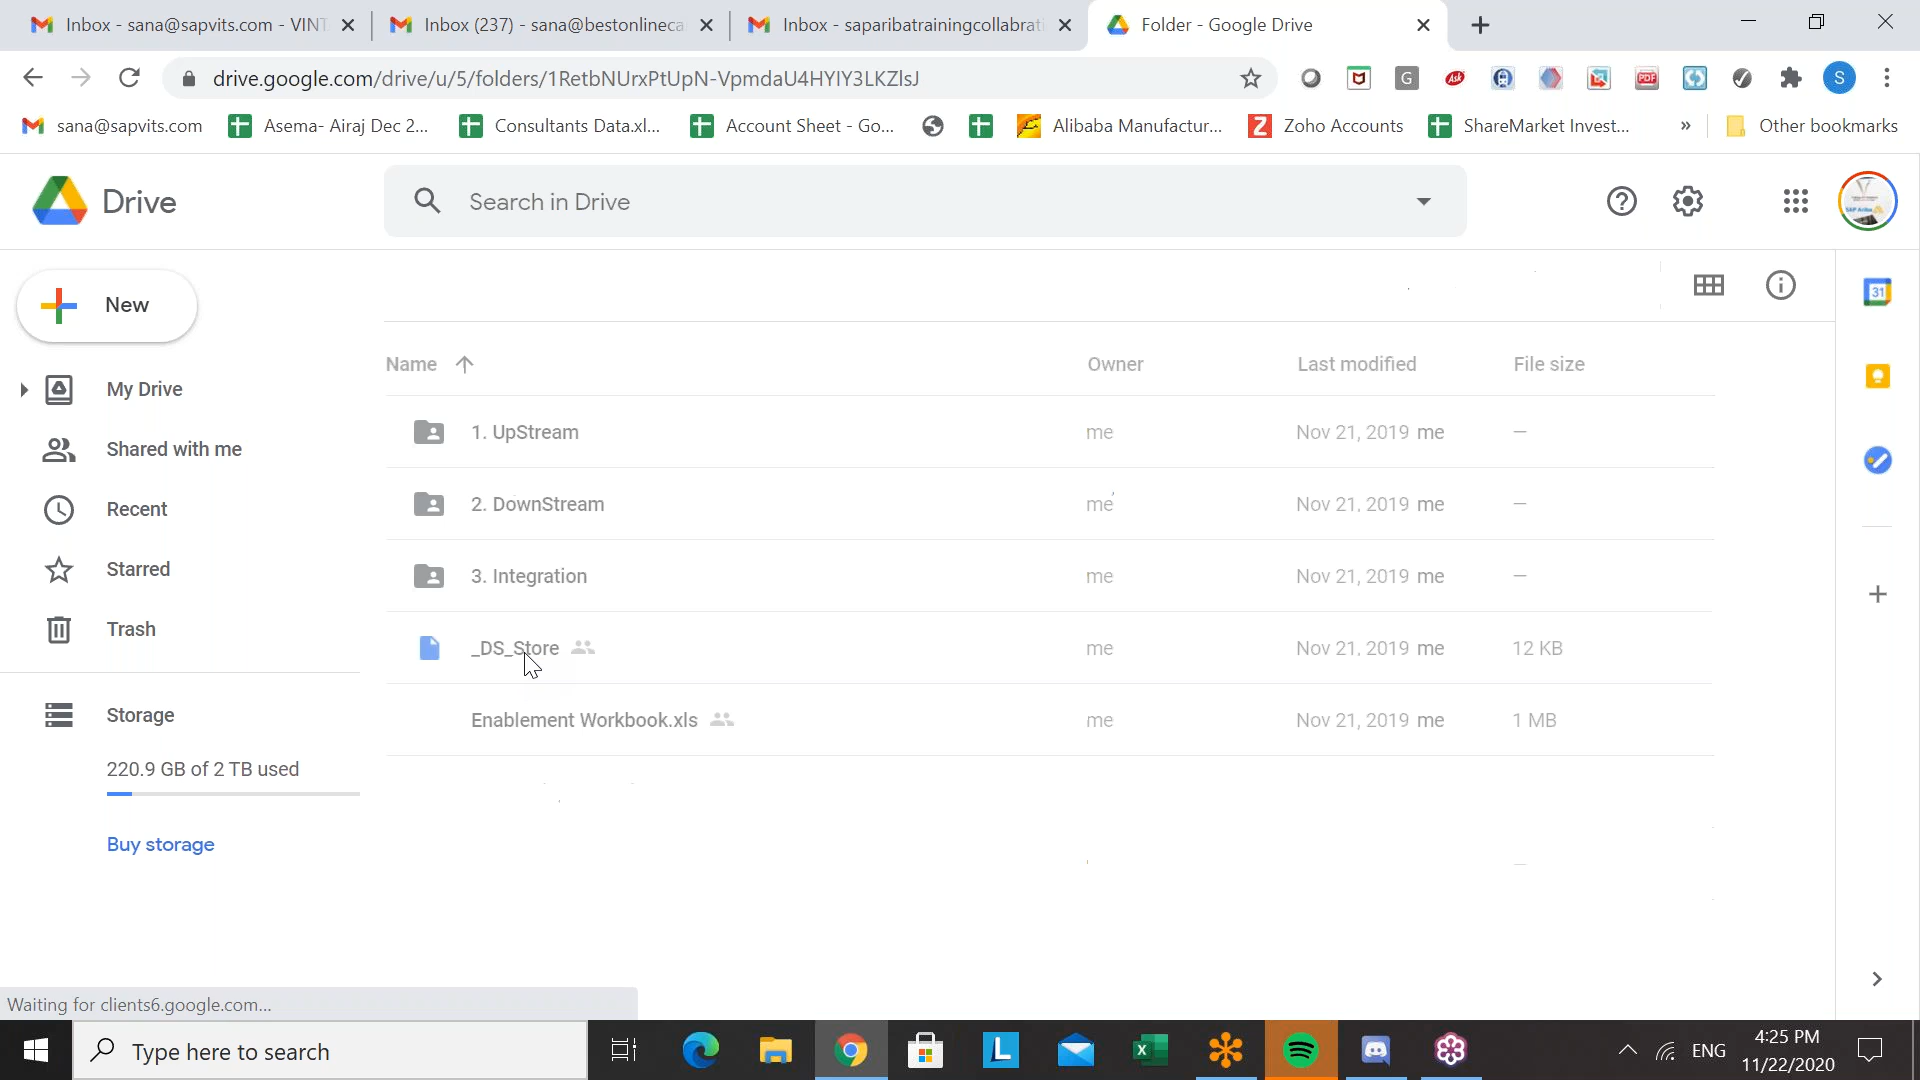 Inbox - sana@sapvits.com - VINT
Inbox (237) - sana@bestonlineca
Inbox - saparibatrainingcollabrati
Folder - Google Drive
drive.google.com/drive/u/5/folders/1RetbNUrxPtUpN-VpmdaU4HYIY3LKZIsJ
sana@sapvits.com
Asema- Airaj Dec 2...
Consultants Data.xl...
Account Sheet - Go...
Alibaba Manufactur...
Zoho Accounts
ShareMarket Invest...
»
Other bookmarks
Drive
Search in Drive
New
My Drive
Shared with me
Recent
Starred
Trash
Storage
220.9 GB of 2 TB used
Buy storage
Name Owner Last modified File size
1. UpStream me Nov 21, 2019 me —
2. DownStream me Nov 21, 2019 me —
3. Integration me Nov 21, 2019 me —
_DS_Store me Nov 21, 2019 me 12 KB
Enablement Workbook.xls me Nov 21, 2019 me 1 MB
Waiting for clients6.google.com...
Type here to search
ENG
4:25 PM
11/22/2020